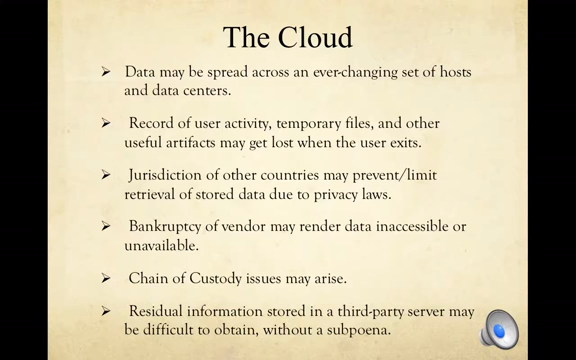 The Cloud
➢ Data may be spread across an ever-changing set of hosts
and data centers.
➢ Record of user activity, temporary files, and other
useful artifacts may get lost when the user exits.
➢ Jurisdiction of other countries may prevent/limit
retrieval of stored data due to privacy laws.
➢ Bankruptcy of vendor may render data inaccessible or
unavailable.
➢ Chain of Custody issues may arise.
➢ Residual information stored in a third-party server may
be difficult to obtain, without a subpoena.